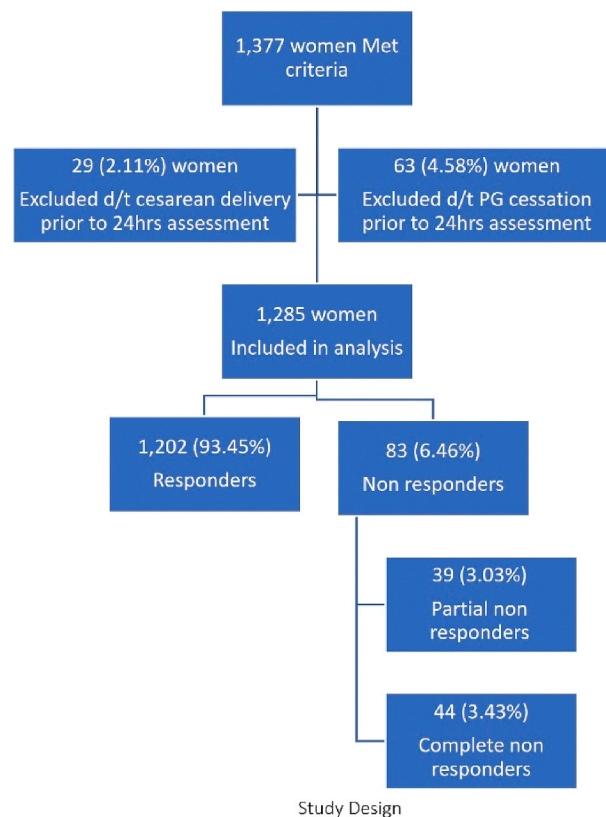 1,377 women Met
criteria
29 (2.11%) women
Excluded d/t cesarean delivery
prior to 24hrs assessment
63 (4.58%) women
Excluded d/t PG cessation
prior to 24hrs assessment
1,285 women
Included in analysis
1,202 (93.45%)
Responders
83 (6.46%)
Non responders
39 (3.03%)
Partial non
responders
44 (3.43%)
Complete non
responders
Study Design